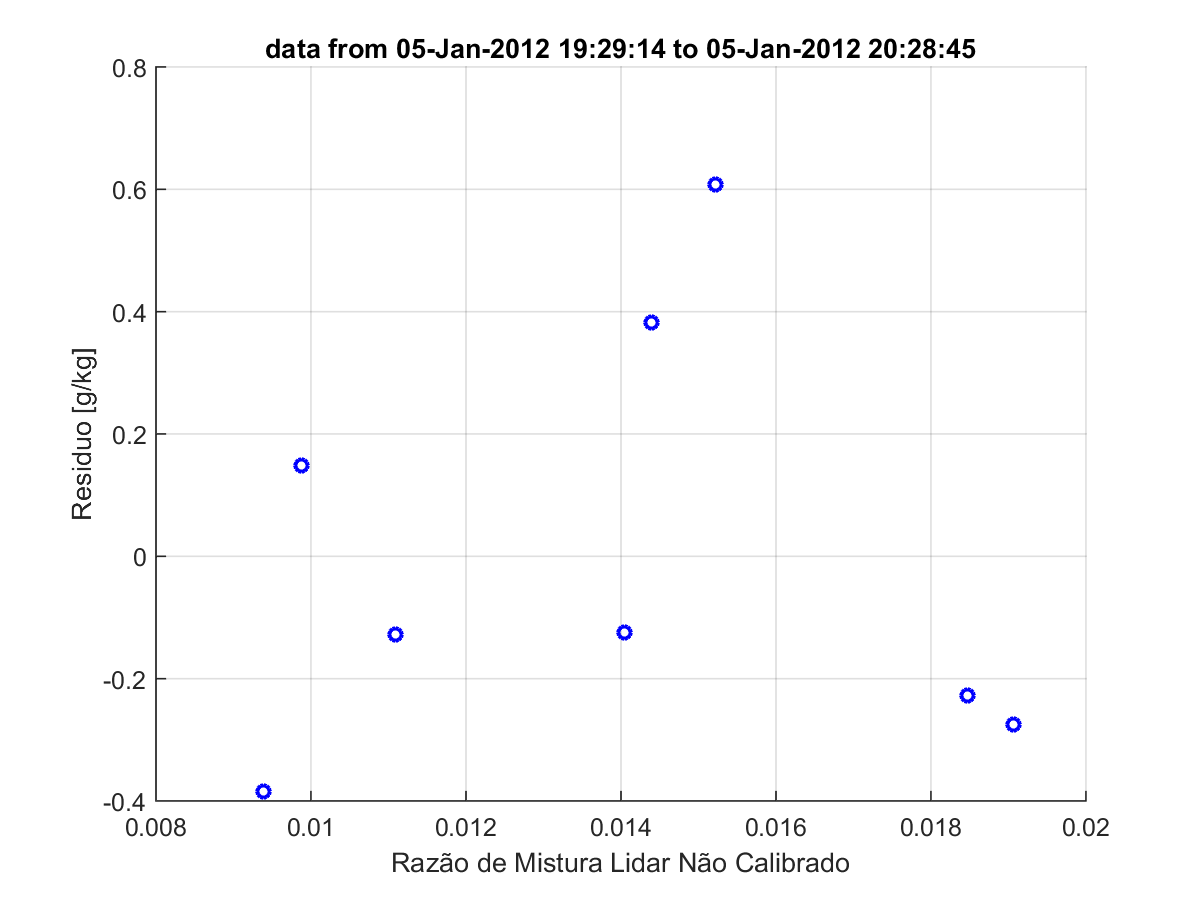 data from 05-Jan-2012 19:29:14 to 05-Jan-2012 20:28:45
0.8
0.6
0.4
0.2
0
-0.2
-0.4
Residuo [g/kg]
0.008 0.01 0.012 0.014 0.016 0.018 0.02
Razão de Mistura Lidar Não Calibrado